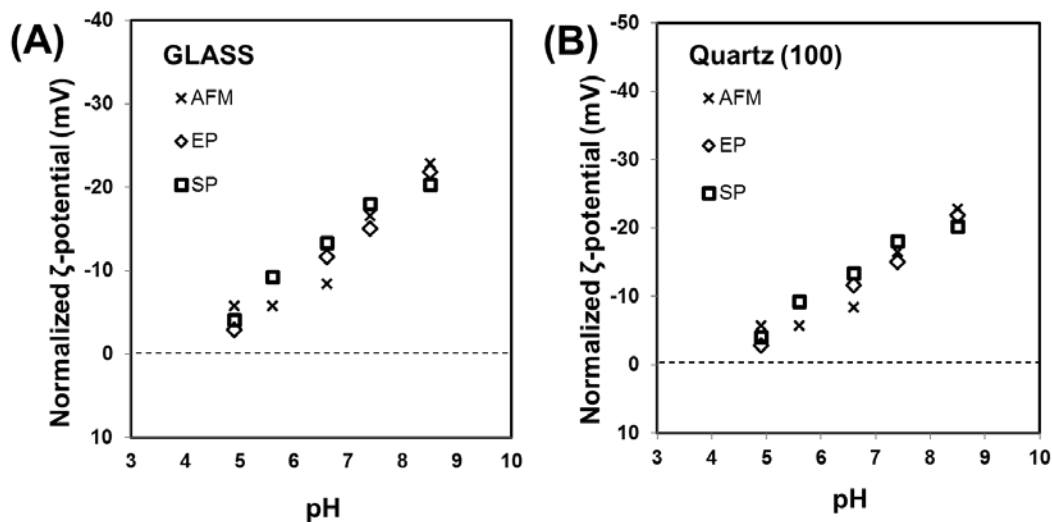 (A)
GLASS
AFM
EP
SP
Normalized ζ-potential (mV)
-40
-30
-20
-10
0
10
3 4 5 6 7 8 9 10
pH
(B)
Quartz (100)
AFM
EP
SP
Normalized ζ-potential (mV)
-50
-40
-30
-20
-10
0
10
3 4 5 6 7 8 9 10
pH